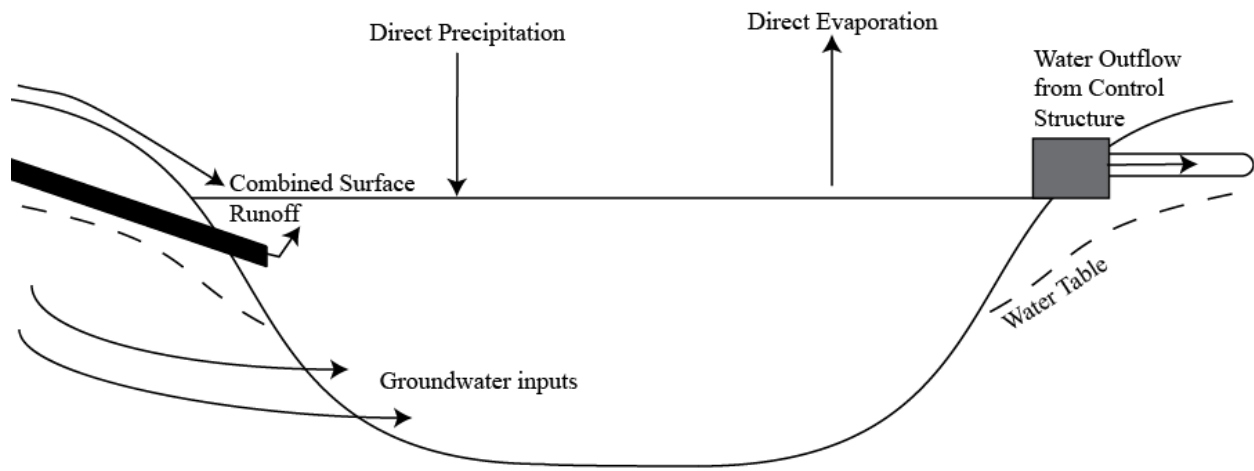 Direct Precipitation
Direct Evaporation
Water Outflow
from Control
Structure
Combined Surface
Runoff
Water Table
Groundwater inputs